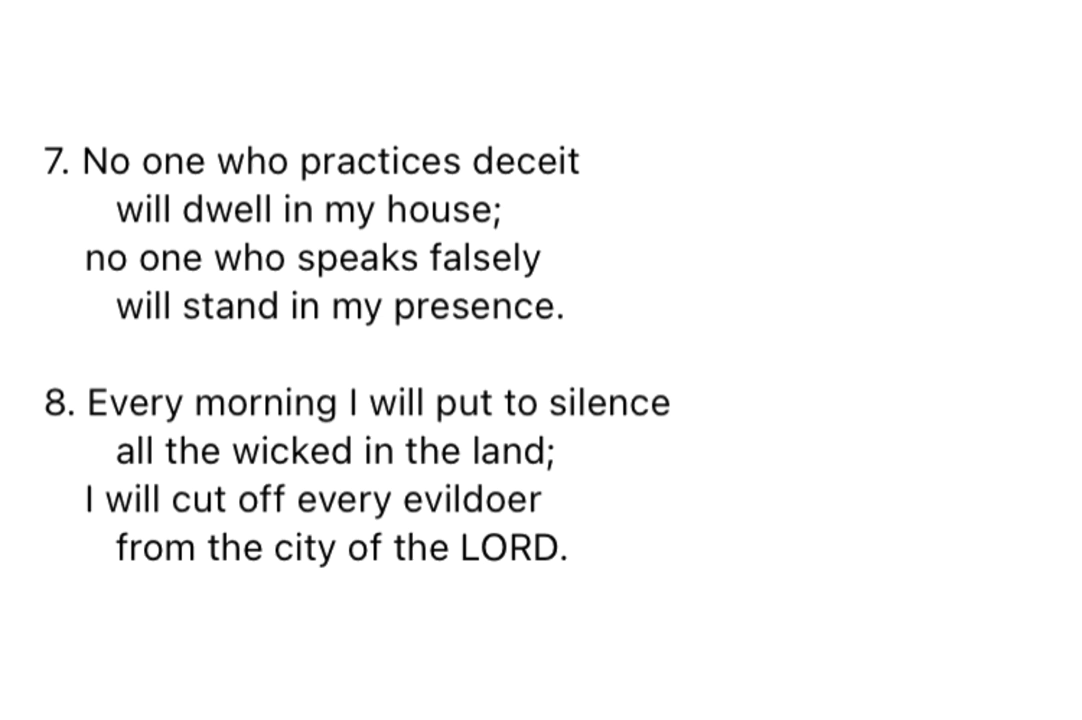 7. No one who practices deceit
will dwell in my house;
no one who speaks falsely
will stand in my presence.
8. Every morning I will put to silence
all the wicked in the land;
I will cut off every evildoer
from the city of the LORD.